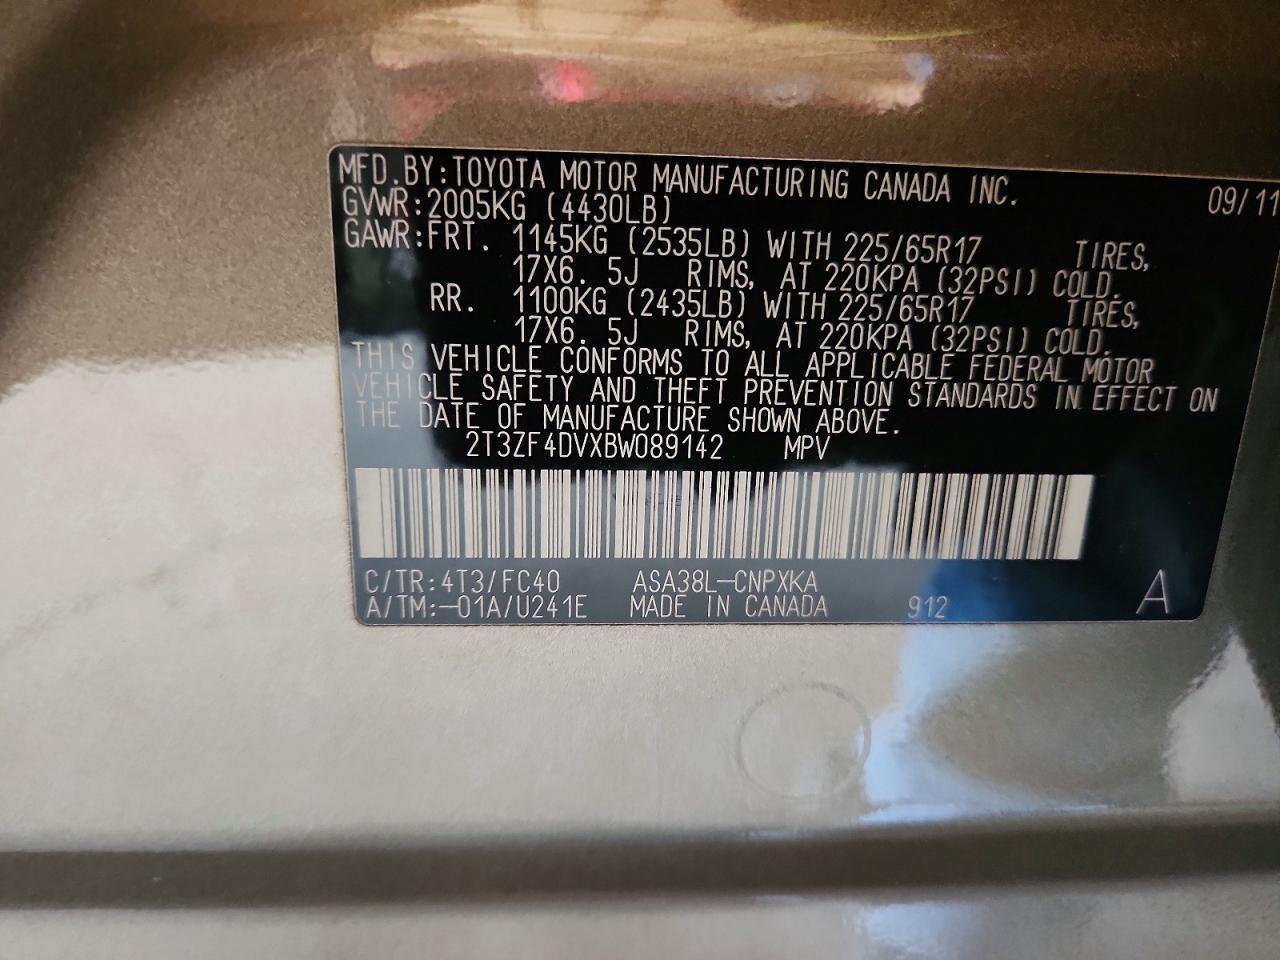 MFD.BY:TOYOTA MOTOR MANUFACTURING CANADA INC. 09/11
GVWR:2005KG (4430LB)
GAWR:FRT. 1145KG (2535LB) WITH 225/65R17 TIRES,
17X6.5J RIMS, AT 220KPA (32PSI) COLD.
RR. 1100KG (2435LB) WITH 225/65R17 TIRES,
17X6.5J RIMS, AT 220KPA (32PSI) COLD.
THIS VEHICLE CONFORMS TO ALL APPLICABLE FEDERAL MOTOR
VEHICLE SAFETY AND THEFT PREVENTION STANDARDS IN EFFECT ON
THE DATE OF MANUFACTURE SHOWN ABOVE.
2T3ZF4DVXBW089142 MPV
C/TR:4T3/FC40 ASA38L-CNPXKA
A/TM:-01A/U241E MADE IN CANADA 912 A